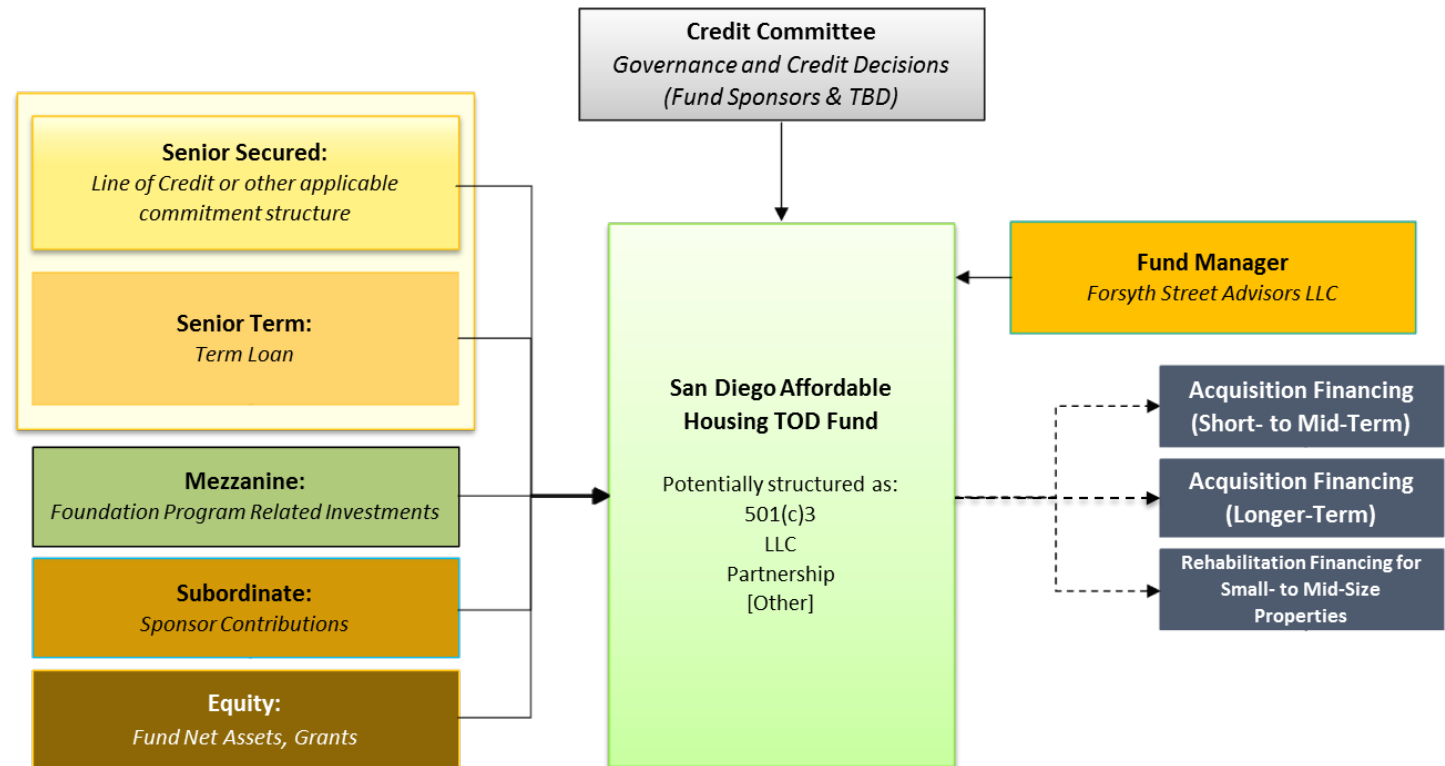 Credit Committee
Governance and Credit Decisions
(Fund Sponsors & TBD)
Senior Secured:
Line of Credit or other applicable
commitment structure
Senior Term:
Term Loan
Mezzanine:
Foundation Program Related Investments
Subordinate:
Sponsor Contributions
Equity:
Fund Net Assets, Grants
San Diego Affordable
Housing TOD Fund
Potentially structured as:
501(c)3
LLC
Partnership
[Other]
Fund Manager
Forsyth Street Advisors LLC
Acquisition Financing
(Short- to Mid-Term)
Acquisition Financing
(Longer-Term)
Rehabilitation Financing for
Small- to Mid-Size
Properties